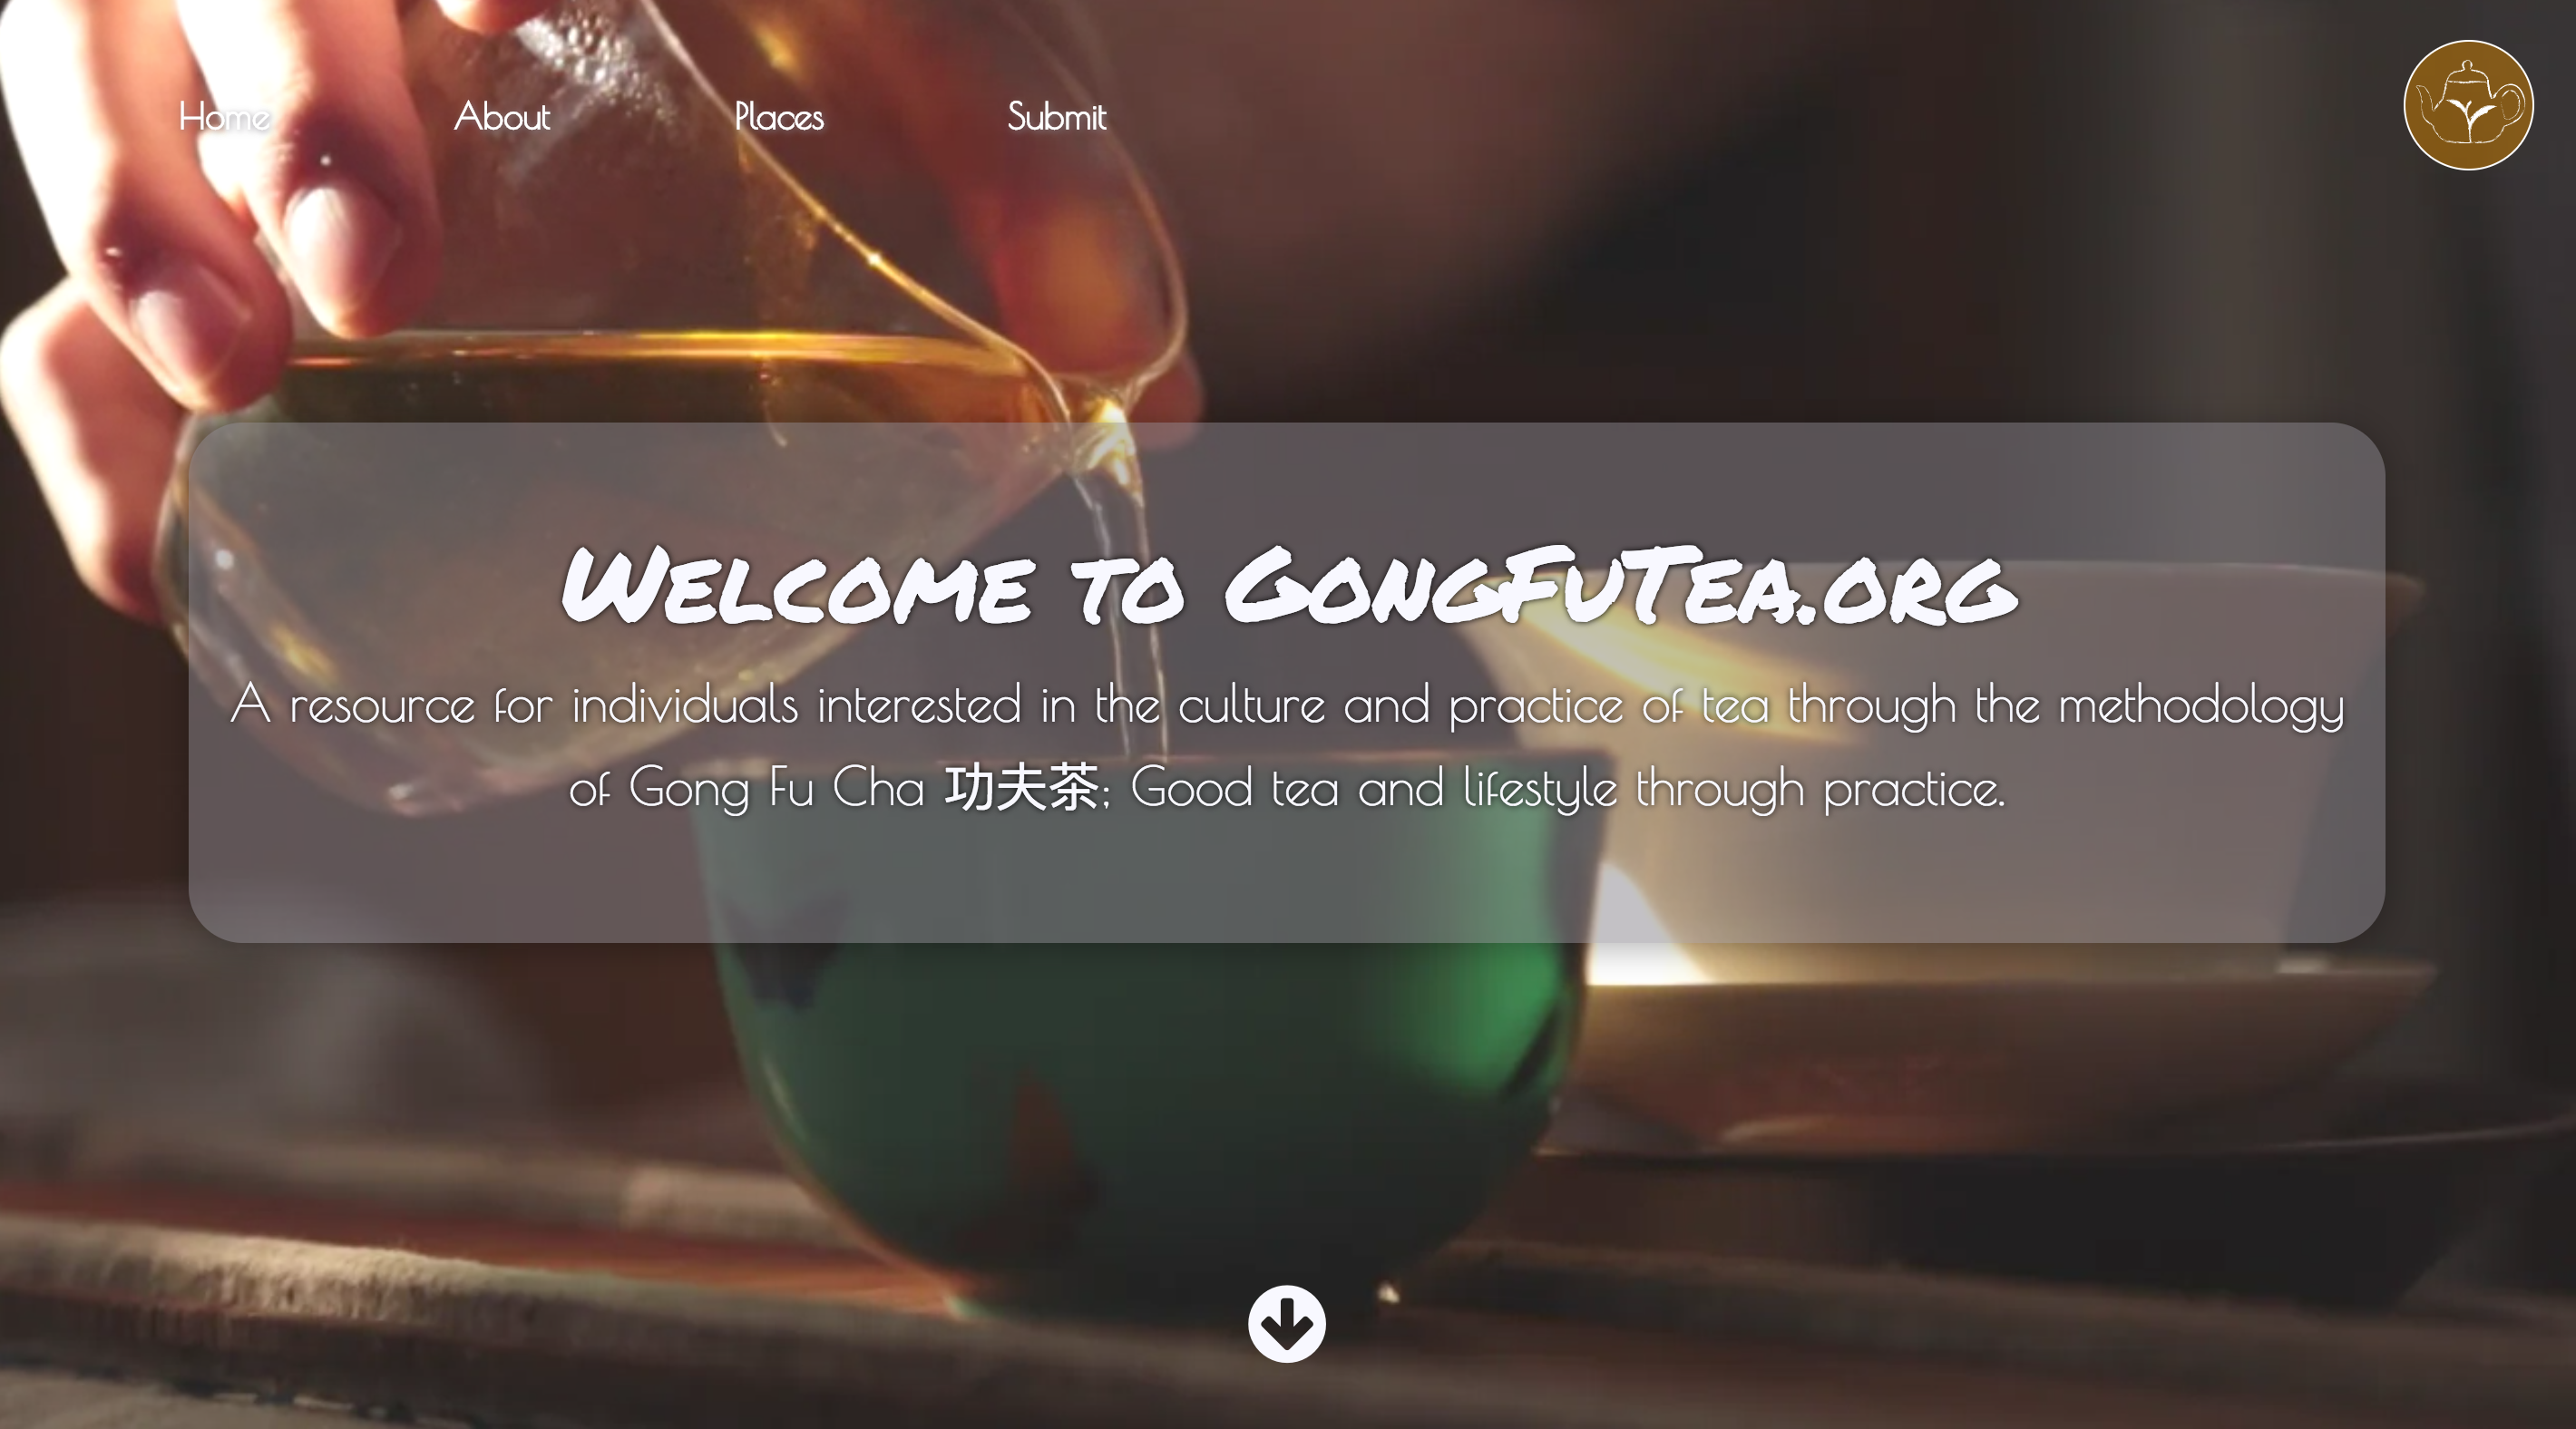 Home About Places Submit
Welcome to GongFuTea.org
A resource for individuals interested in the culture and practice of tea through the methodology
of Gong Fu Cha 功夫茶; Good tea and lifestyle through practice.